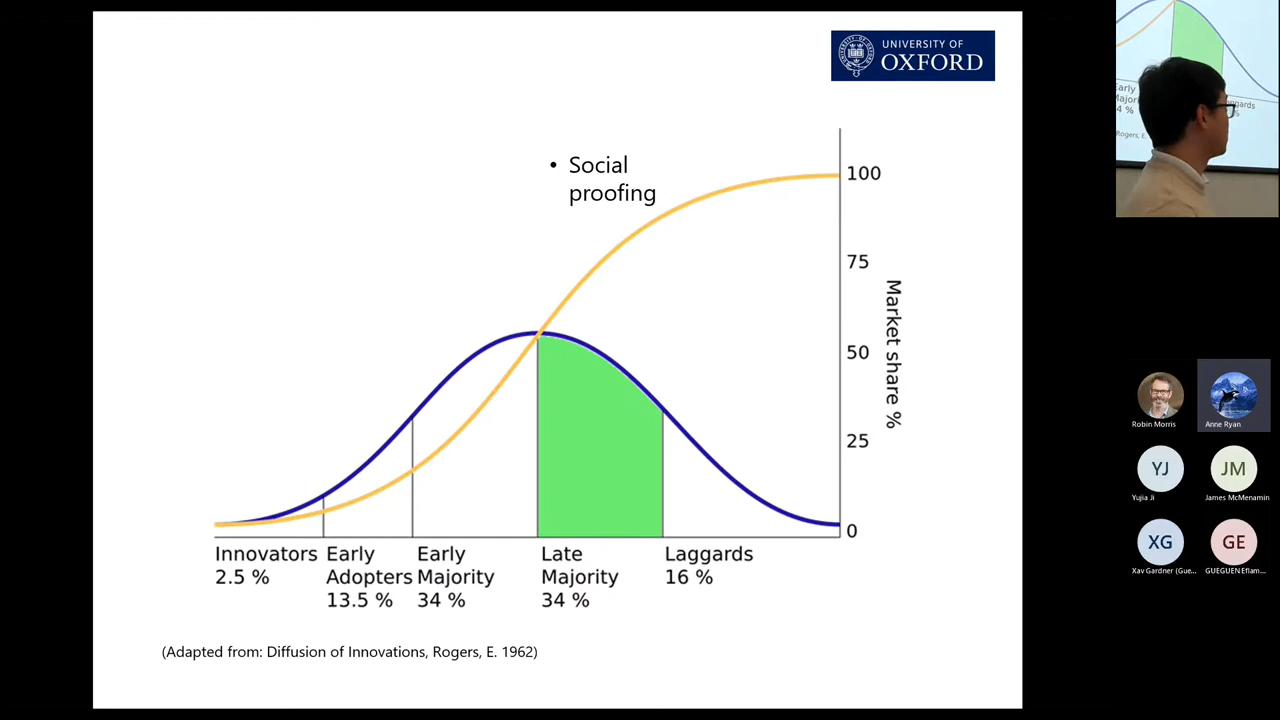 UNIVERSITY OF
OXFORD
• Social
proofing
100
75
50
25
0
Market share %
Innovators
2.5 %
Early
Adopters
13.5 %
Early
Majority
34 %
Late
Majority
34 %
Laggards
16 %
(Adapted from: Diffusion of Innovations, Rogers, E. 1962)
Robin Morris
Anne Ryan
YJ
Yujia Ji
JM
James McMenamin
XG
Xav Gardner (Gue...
GE
GUEGUEN Eflam...